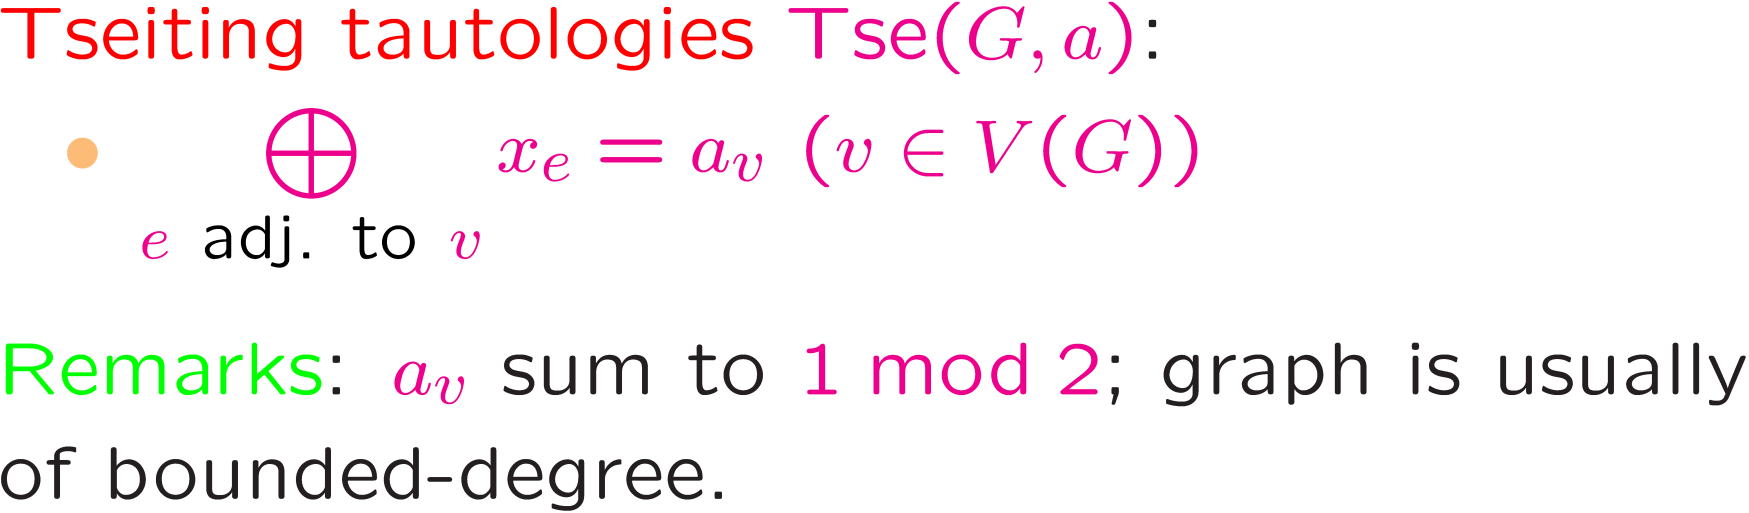 Tseiting tautologies Tse(G, a):
• ⊕ x_e = a_v (v ∈ V(G))
e adj. to v
Remarks: a_v sum to 1 mod 2; graph is usually
of bounded-degree.